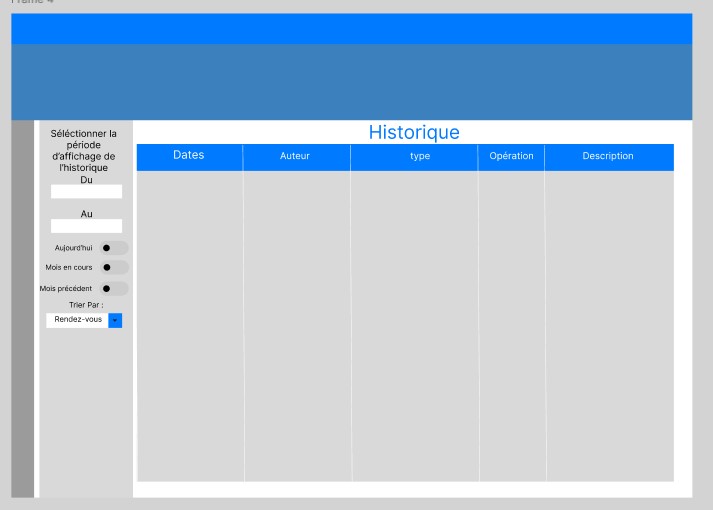 Frame 4
Séléctionner la
période
d'affichage de
l'historique
Du
Au
Aujourd'hui
Mois en cours
Mois précédent
Trier Par :
Rendez-vous
Historique
Dates Auteur type Opération Description